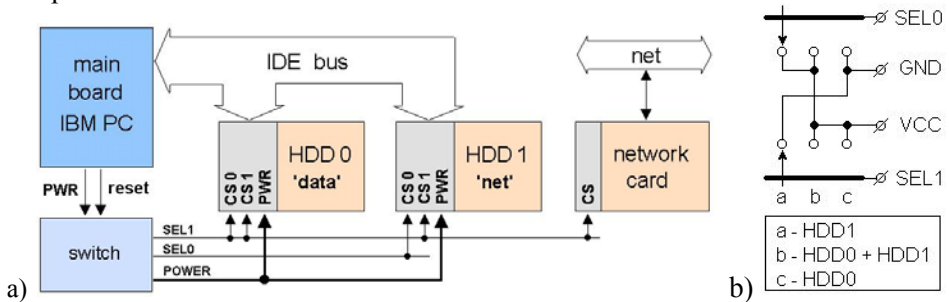 main
board
IBM PC
IDE bus
net
HDD 0
'data'
CS 0
CS 1
PWR
HDD 1
'net'
CS 0
CS 1
PWR
network
card
CS
PWR
reset
switch
SEL1
SEL0
POWER
a)
SEL0
GND
VCC
SEL1
a b c
a - HDD1
b - HDD0 + HDD1
c - HDD0
b)